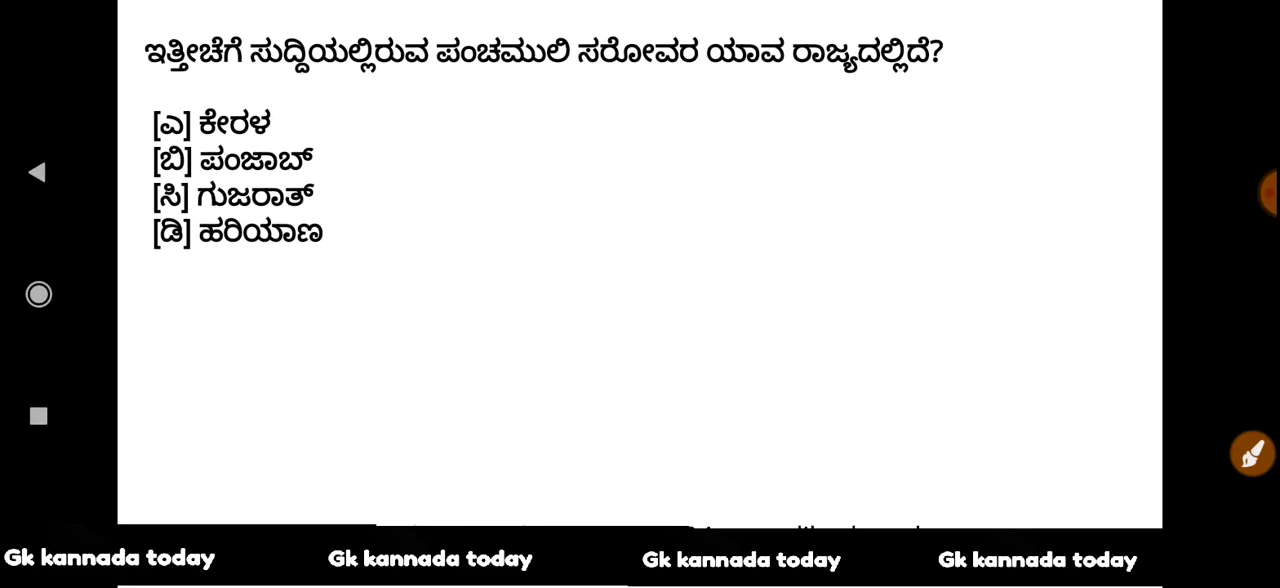 ಇತ್ತೀಚೆಗೆ ಸುದ್ದಿಯಲ್ಲಿರುವ ಪಂಚಮುಲಿ ಸರೋವರ ಯಾವ ರಾಜ್ಯದಲ್ಲಿದೆ?
[ಎ] ಕೇರಳ
[ಬಿ] ಪಂಜಾಬ್
[ಸಿ] ಗುಜರಾತ್
[ಡಿ] ಹರಿಯಾಣ
Gk kannada today Gk kannada today Gk kannada today Gk kannada today